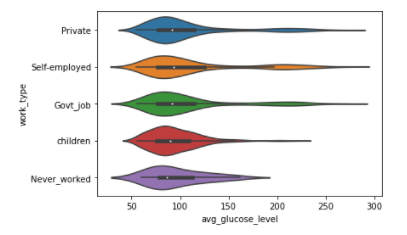 Private
Self-employed
Govt_job
children
Never_worked
work_type
50 100 150 200 250 300
avg_glucose_level